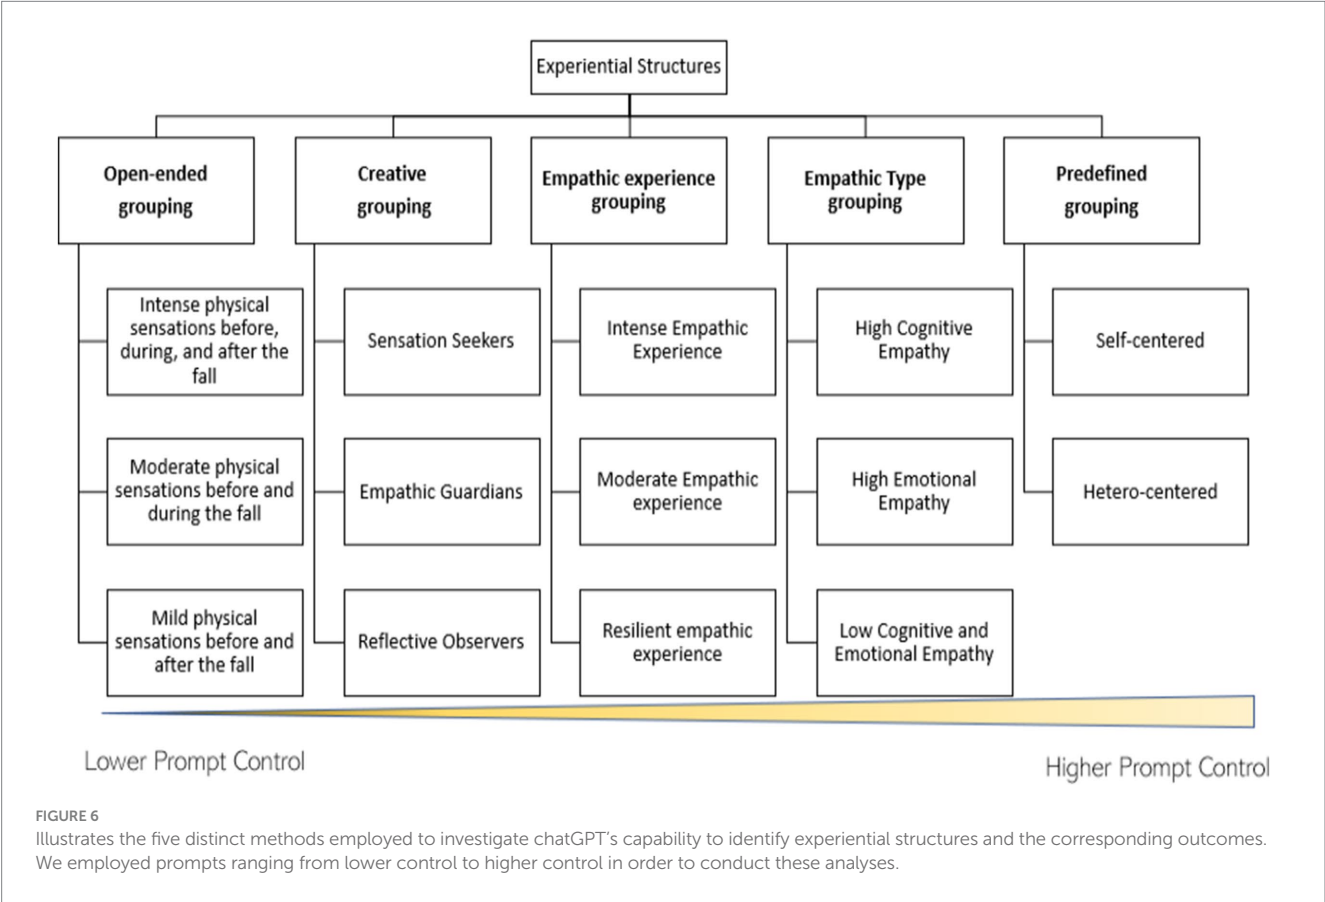 Experiential Structures
Open-ended
grouping
Creative
grouping
Empathic experience
grouping
Empathic Type
grouping
Predefined
grouping
Intense physical
sensations before,
during, and after the
fall
Sensation Seekers
Intense Empathic
Experience
High Cognitive
Empathy
Self-centered
Moderate physical
sensations before and
during the fall
Empathic Guardians
Moderate Empathic
experience
High Emotional
Empathy
Hetero-centered
Mild physical
sensations before and
after the fall
Reflective Observers
Resilient empathic
experience
Low Cognitive and
Emotional Empathy
Lower Prompt Control
Higher Prompt Control
FIGURE 6
Illustrates the five distinct methods employed to investigate chatGPT‘s capability to identify experiential structures and the corresponding outcomes.
We employed prompts ranging from lower control to higher control in order to conduct these analyses.